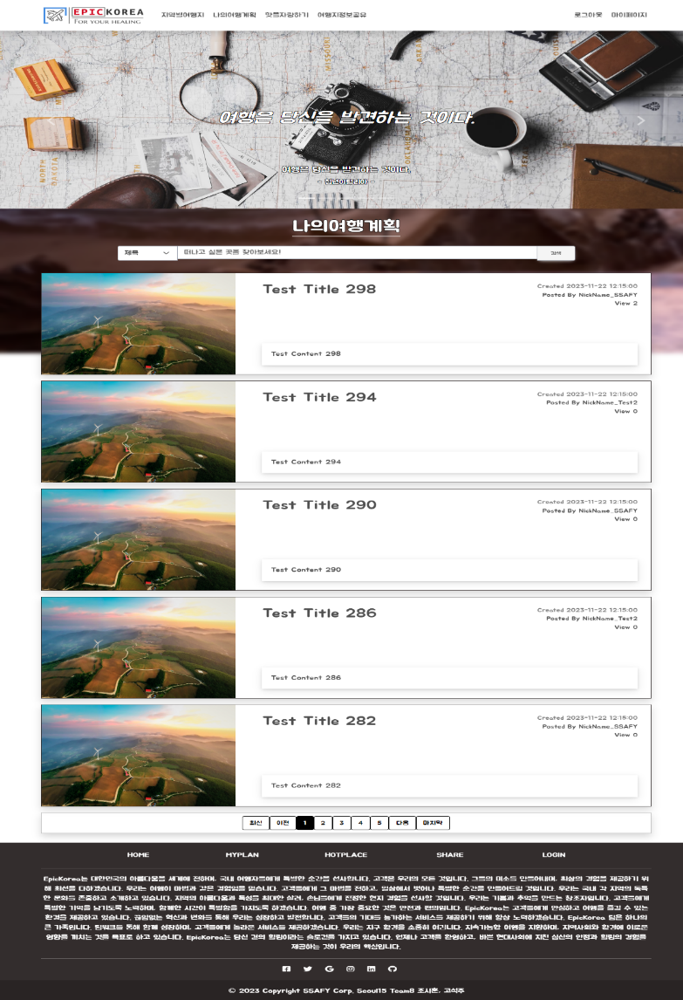 EPICKOREA
FOR YOUR HEALING
지역별여행지 나의여행계획 핫플자랑하기 여행지정보공유
로그아웃 마이페이지
여행은 당신을 발견하는 것이다.
여행은 당신을 발견하는 것이다.
나의여행계획
제목 떠나고 싶은 곳을 찾아보세요! 검색
Test Title 298
Created 2023-11-22 12:15:00
Posted By NickName_SSAFY
View 2
Test Content 298
Test Title 294
Created 2023-11-22 12:15:00
Posted By NickName_Test2
View 0
Test Content 294
Test Title 290
Created 2023-11-22 12:15:00
Posted By NickName_SSAFY
View 0
Test Content 290
Test Title 286
Created 2023-11-22 12:15:00
Posted By NickName_Test2
View 0
Test Content 286
Test Title 282
Created 2023-11-22 12:15:00
Posted By NickName_SSAFY
View 0
Test Content 282
최신 이전 1 2 3 4 5 다음 마지막
HOME MYPLAN HOTPLACE SHARE LOGIN
EpicKorea는 대한민국의 아름다움을 세계에 전하며, 국내 여행자들에게 특별한 순간을 선사합니다. 고객은 우리의 모든 것입니다. 그들의 미소를 만들어내며, 최상의 경험을 제공하기 위
해 최선을 다하겠습니다. 우리는 여행이 마법과 같은 경험임을 믿습니다. 고객들에게 그 마법을 전하고, 일상에서 벗어나 특별한 순간을 만들어드릴 것입니다. 우리는 국내 각 지역의 독특
한 문화를 존중하고 소개하고 있습니다. 지역의 아름다움과 특성을 최대한 살려, 손님들에게 진정한 현지 경험을 선사할 것입니다. 우리는 기쁨과 추억을 만드는 창조자입니다. 고객들에게
특별한 기억을 남기도록 노력하며, 함께한 시간이 특별함을 가지도록 하겠습니다. 여행 중 가장 중요한 것은 안전과 편의입니다. EpicKorea는 고객들에게 안심하고 여행을 즐길 수 있는
환경을 제공하고 있습니다. 끊임없는 혁신과 변화를 통해 우리는 성장하고 발전합니다. 고객들의 기대를 능가하는 서비스를 제공하기 위해 항상 노력하겠습니다. EpicKorea 팀은 하나의
큰 가족입니다. 팀워크를 통해 함께 성장하며, 고객들에게 놀라운 서비스를 제공하겠습니다. 우리는 지구 환경을 소중히 여깁니다. 지속가능한 여행을 지향하며, 지역사회와 환경에 이로운
영향을 끼치는 것을 목표로 하고 있습니다. EpicKorea는 당신 곁의 힐링이라는 슬로건을 가지고 있습니다. 언제나 고객을 환영하고, 바쁜 현대사회에 지친 심신의 안정과 힐링의 경험을
제공하는 것이 우리의 핵심입니다.
© 2023 Copyright SSAFY Corp. Seoul15 Team8 조시훈, 고석주